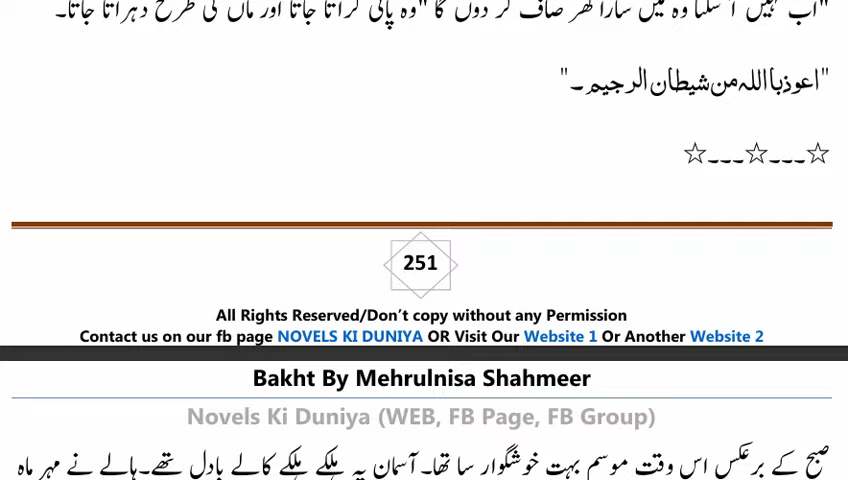 "اب نہیں آ سکتا وہ میں سارا گھر صاف کر دوں گا "وہ پانی گراتا جاتا اور ماں کی طرح دہراتا جاتا۔
"اعوذبااللہ من شیطان الرجیم۔"
☆---☆---☆
251
All Rights Reserved/Don't copy without any Permission
Contact us on our fb page NOVELS KI DUNIYA OR Visit Our Website 1 Or Another Website 2
Bakht By Mehrulnisa Shahmeer
Novels Ki Duniya (WEB, FB Page, FB Group)
صبح کے برعکس اس وقت موسم بہت خوشگوار سا تھا۔ آسمان پہ ہلکے ہلکے کالے بادل تھے۔ہالے نے مہر ماہ